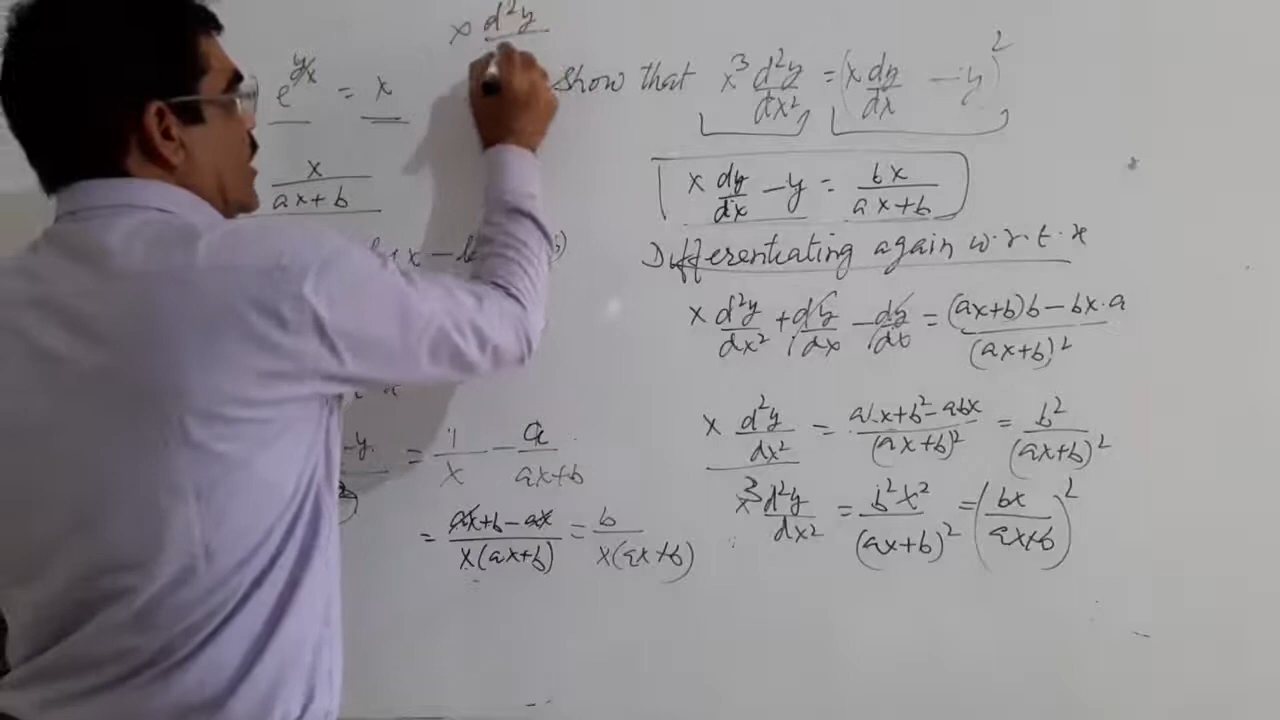 x d²y
e^(y/x) = x show that x³ d²y/dx² = (x dy/dx - y)²
x/(ax+b)
x dy/dx - y = bx/(ax+b)
Differentiating again w.r.t. x
x d²y/dx² + dy/dx - dy/dx = ((ax+b)b - bx.a)/(ax+b)²
x d²y/dx² = (abx+b²-abx)/(ax+b)² = b²/(ax+b)²
-y = 1/x - a/(ax+b)
x³ d²y/dx² = b²x²/(ax+b)² = (bx/(ax+b))²
= (ax+b-ax)/(x(ax+b)) = b/(x(ax+b))